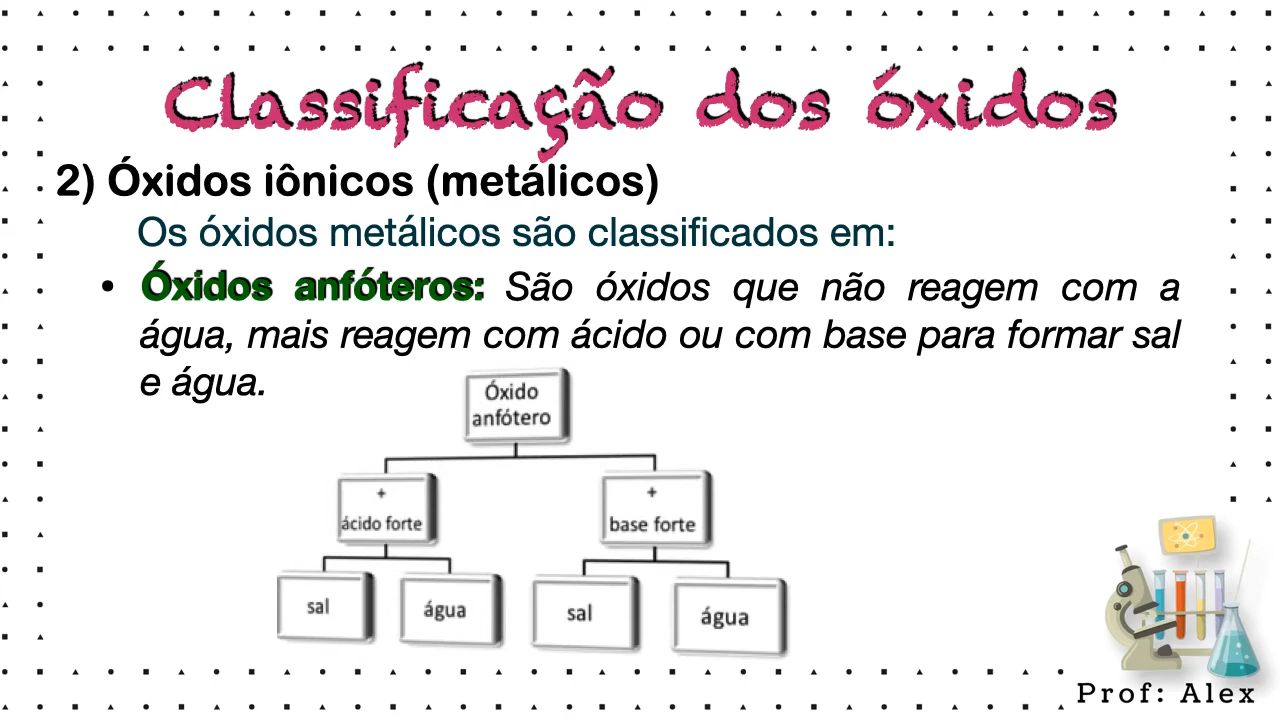 Classificação dos óxidos
2) Óxidos iônicos (metálicos)
Os óxidos metálicos são classificados em:
• Óxidos anfóteros: São óxidos que não reagem com a
água, mais reagem com ácido ou com base para formar sal
e água.
Óxido
anfótero
+
ácido forte
+
base forte
sal
água
sal
água
Prof: Alex